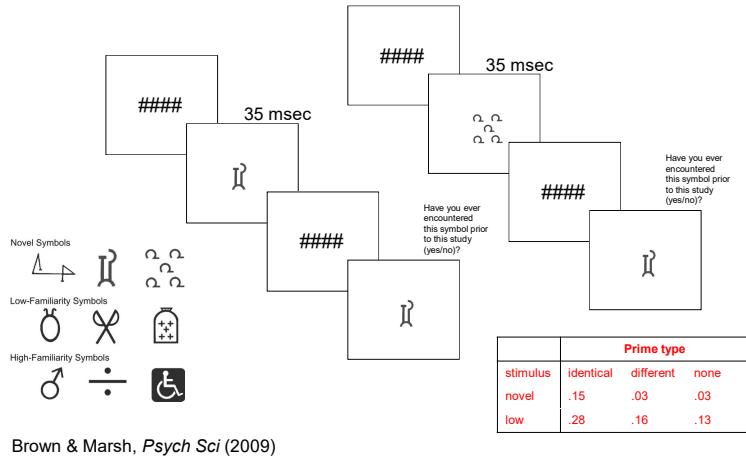 ####
35 msec
####
Have you ever
encountered
this symbol prior
to this study
(yes/no)?
####
35 msec
####
Have you ever
encountered
this symbol prior
to this study
(yes/no)?
Novel Symbols
Low-Familiarity Symbols
High-Familiarity Symbols
Prime type
stimulus identical different none
novel .15 .03 .03
low .28 .16 .13
Brown & Marsh, Psych Sci (2009)